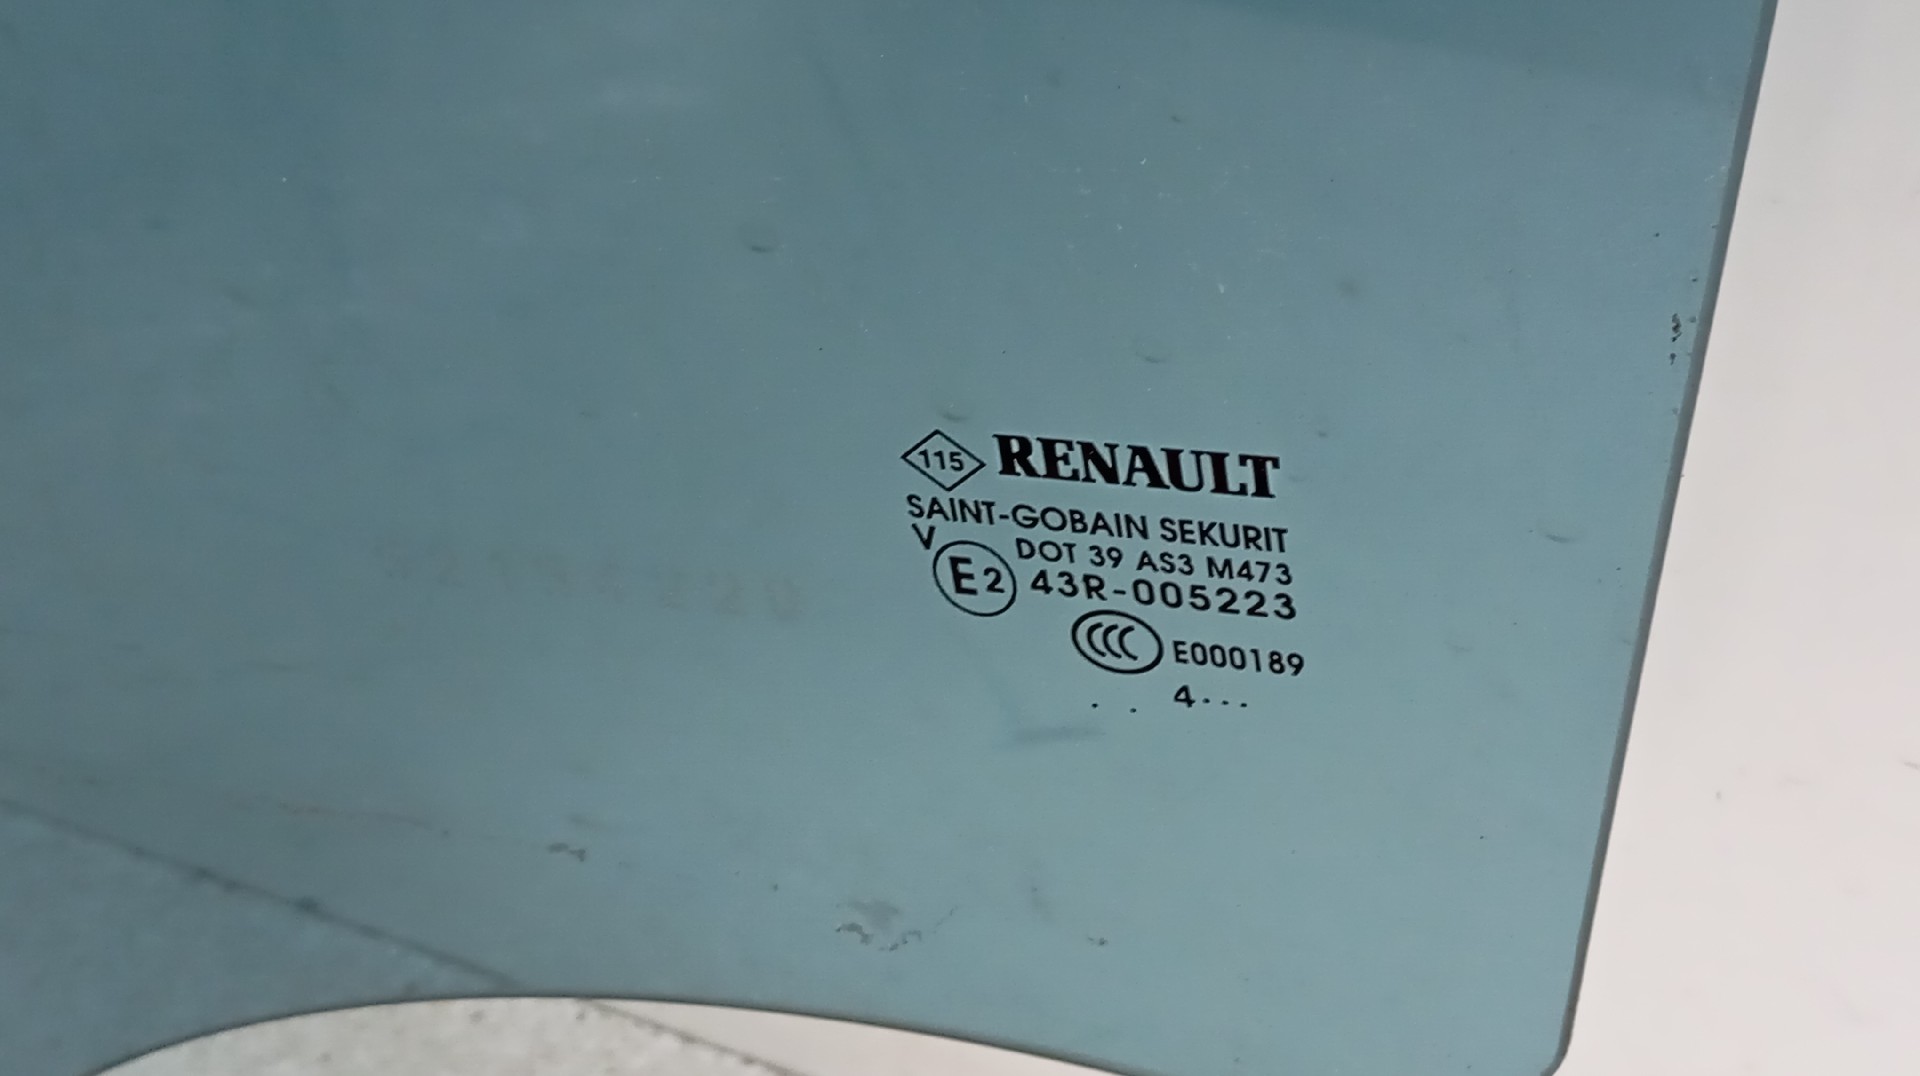 115 RENAULT
SAINT-GOBAIN SEKURIT
V DOT 39 AS3 M473
E2 43R-005223
CCC E000189
. . 4...